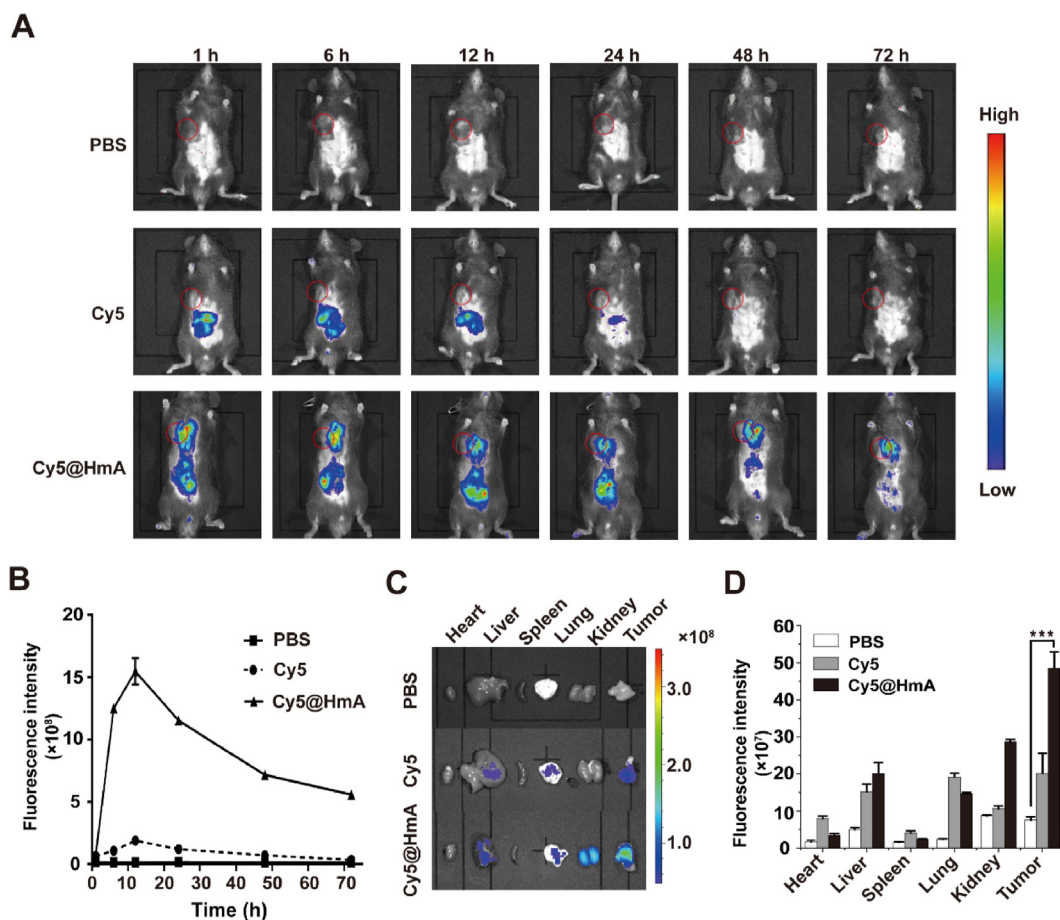 A
1 h 6 h 12 h 24 h 48 h 72 h
PBS
Cy5
Cy5@HmA
High
Low
B
Fluorescence intensity
(×10⁸)
20
15
10
5
0
0 10 20 30 40 50 60 70 80
Time (h)
PBS
Cy5
Cy5@HmA
C
Heart Liver Spleen Lung Kidney Tumor
PBS
Cy5
Cy5@HmA
×10⁸
3.0
2.0
1.0
D
Fluorescence intensity
(×10⁷)
60
50
40
30
20
10
0
PBS
Cy5
Cy5@HmA
***
Heart Liver Spleen Lung Kidney Tumor